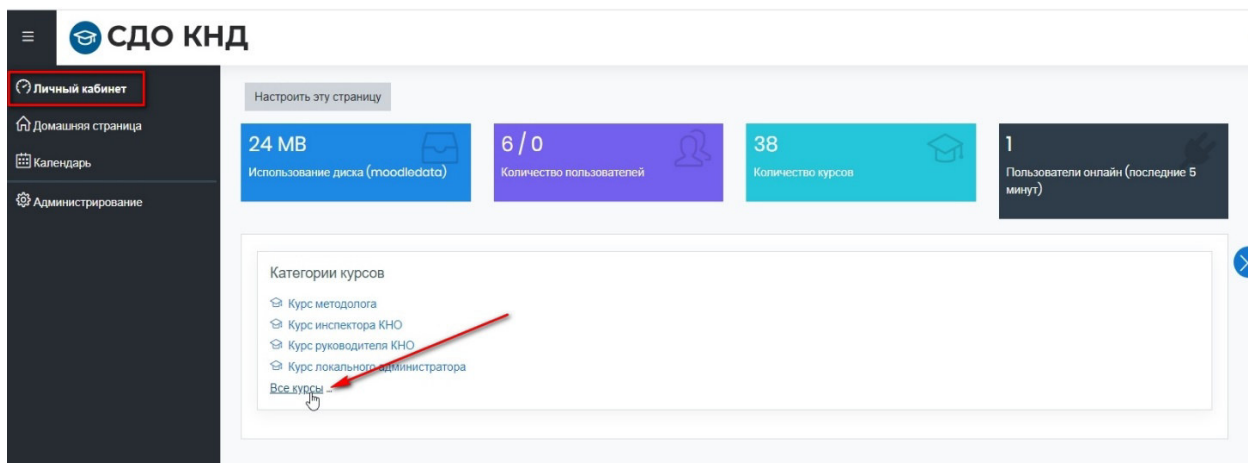 СДО КНД
Личный кабинет
Домашняя страница
Календарь
Администрирование
Настроить эту страницу
24 MB
Использование диска (moodledata)
6 / 0
Количество пользователей
38
Количество курсов
1
Пользователи онлайн (последние 5
минут)
Категории курсов
Курс методолога
Курс инспектора КНО
Курс руководителя КНО
Курс локального администратора
Все курсы ...